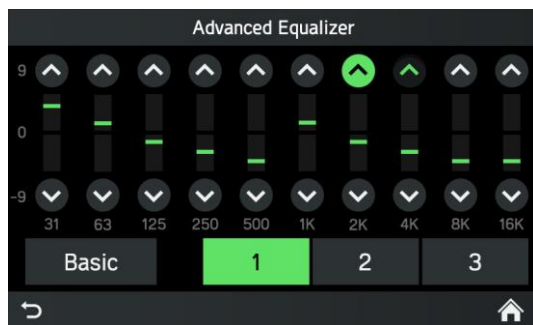 Advanced Equalizer
9
0
-9
31 63 125 250 500 1K 2K 4K 8K 16K
Basic 1 2 3